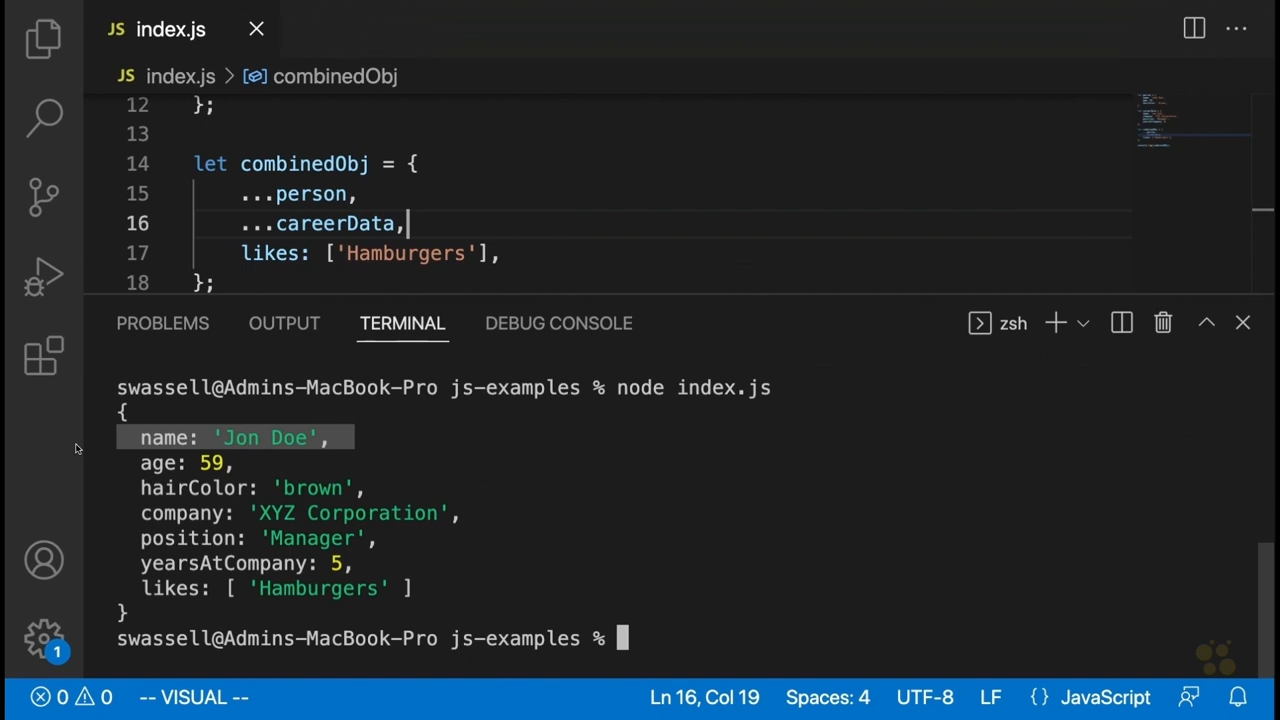 JS index.js
JS index.js > combinedObj
12 };
13
14 let combinedObj = {
15 ...person,
16 ...careerData,
17 likes: ['Hamburgers'],
18 };
PROBLEMS OUTPUT TERMINAL DEBUG CONSOLE zsh
swassell@Admins-MacBook-Pro js-examples % node index.js
{
name: 'Jon Doe',
age: 59,
hairColor: 'brown',
company: 'XYZ Corporation',
position: 'Manager',
yearsAtCompany: 5,
likes: [ 'Hamburgers' ]
}
swassell@Admins-MacBook-Pro js-examples %
1
0 0 -- VISUAL -- Ln 16, Col 19 Spaces: 4 UTF-8 LF {} JavaScript